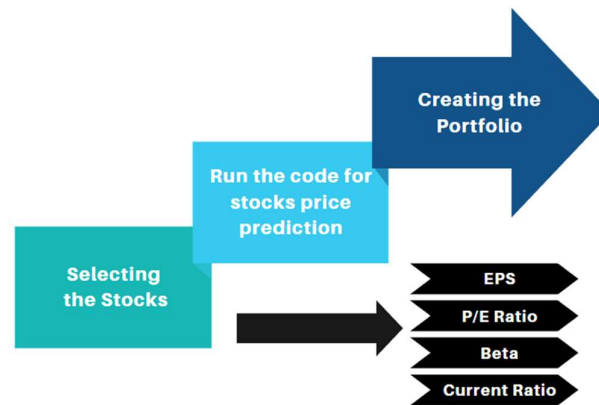 Creating the
Portfolio
Run the code for
stocks price
prediction
Selecting
the Stocks
EPS
P/E Ratio
Beta
Current Ratio